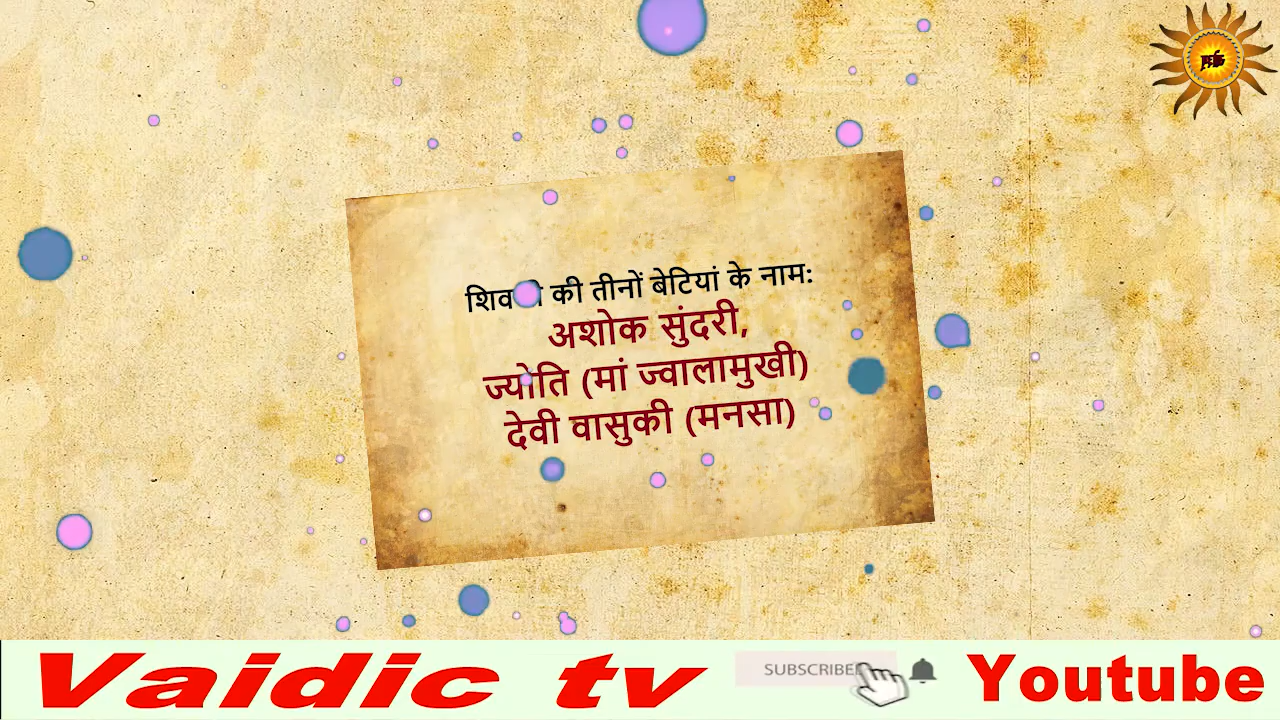 शिव की तीनों बेटियां के नाम:
अशोक सुंदरी,
ज्योति (मां ज्वालामुखी)
देवी वासुकी (मनसा)
Vaidic tv
SUBSCRIBE
Youtube